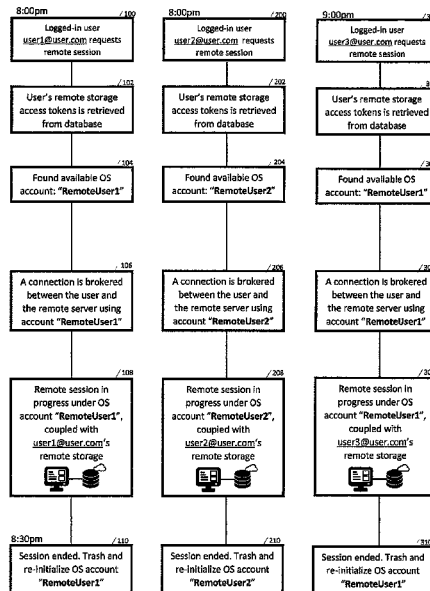 8:00pm
/ 100
Logged-in user
user1@user.com requests
remote session
/ 102
User's remote storage
access tokens is retrieved
from database
/ 104
Found available OS
account: "RemoteUser1"
/ 106
A connection is brokered
between the user and
the remote server using
account "RemoteUser1"
/ 108
Remote session in
progress under OS
account "RemoteUser1",
coupled with
user1@user.com's
remote storage
8:30pm
/ 110
Session ended. Trash and
re-initialize OS account
"RemoteUser1"
8:00pm
/ 200
Logged-in user
user2@user.com requests
remote session
/ 202
User's remote storage
access tokens is retrieved
from database
/ 204
Found available OS
account: "RemoteUser2"
/ 206
A connection is brokered
between the user and
the remote server using
account "RemoteUser2"
/ 208
Remote session in
progress under OS
account "RemoteUser2",
coupled with
user2@user.com's
remote storage
/ 210
Session ended. Trash and
re-initialize OS account
"RemoteUser2"
9:00pm
Logged-in user
user3@user.com requests
remote session
User's remote storage
access tokens is retrieved
from database
Found available OS
account: "RemoteUser1"
A connection is brokered
between the user and
the remote server using
account "RemoteUser1"
Remote session in
progress under OS
account "RemoteUser1",
coupled with
user3@user.com's
remote storage
/310
Session ended. Trash and
re-initialize OS account
"RemoteUser1"